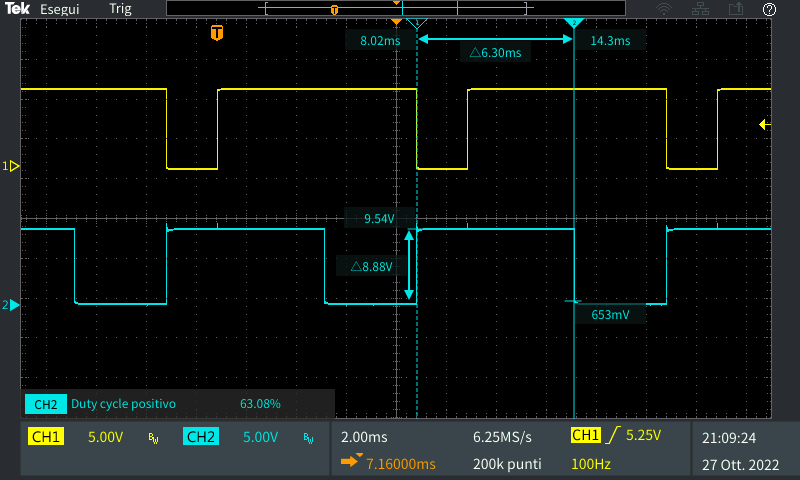 Tek Esegui Trig
T
T
1
2
8.02ms
14.3ms
△6.30ms
1
9.54V
△8.88V
2
653mV
CH2 Duty cycle positivo 63.08%
CH1 5.00V BW CH2 5.00V BW
2.00ms 6.25MS/s CH1 5.25V
7.16000ms 200k punti 100Hz
21:09:24
27 Ott. 2022